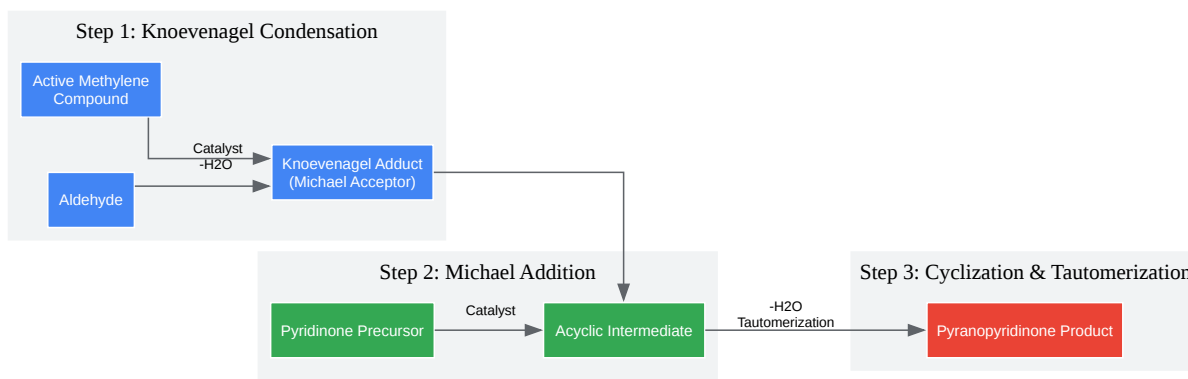 Step 1: Knoevenagel Condensation
Active Methylene
Compound
Catalyst
-H2O
Knoevenagel Adduct
(Michael Acceptor)
Aldehyde
Step 2: Michael Addition
Pyridinone Precursor
Catalyst
Acyclic Intermediate
-H2O
Tautomerization
Step 3: Cyclization & Tautomerization
Pyranopyridinone Product